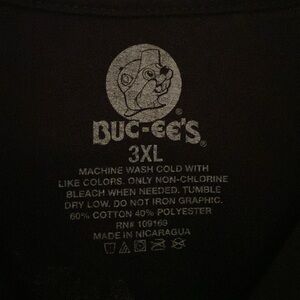 BUC-EE'S®
3XL
MACHINE WASH COLD WITH
LIKE COLORS. ONLY NON-CHLORINE
BLEACH WHEN NEEDED. TUMBLE
DRY LOW. DO NOT IRON GRAPHIC.
60% COTTON 40% POLYESTER
RN# 109169
MADE IN NICARAGUA